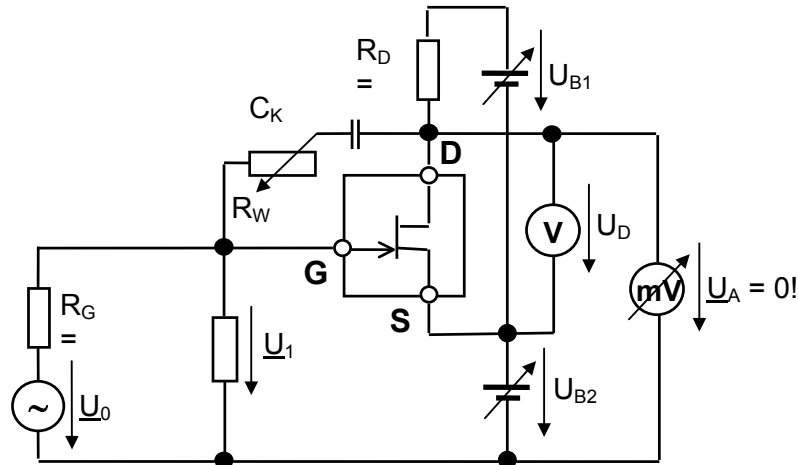 R_D
=
U_B1
C_K
D
R_W
V
U_D
G
mV
U_A = 0!
R_G
=
S
U_1
U_B2
~
U_0